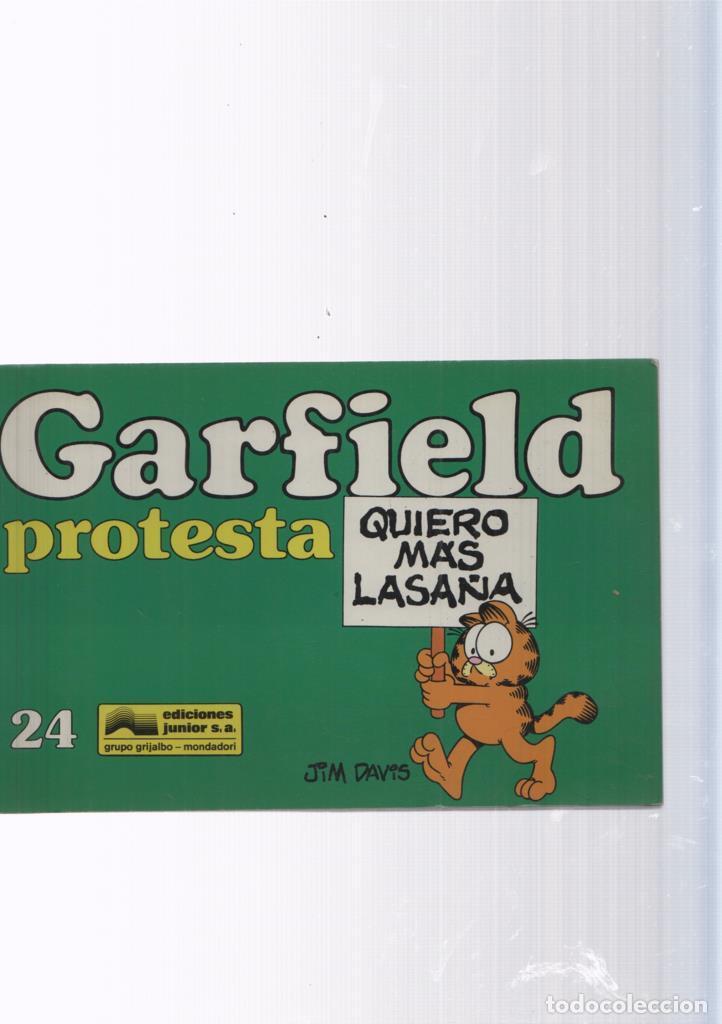 Garfield
protesta
QUIERO
MÁS
LASAÑA
24
ediciones
junior s.a.
grupo grijalbo – mondadori
JIM DAVIS
todocoleccion